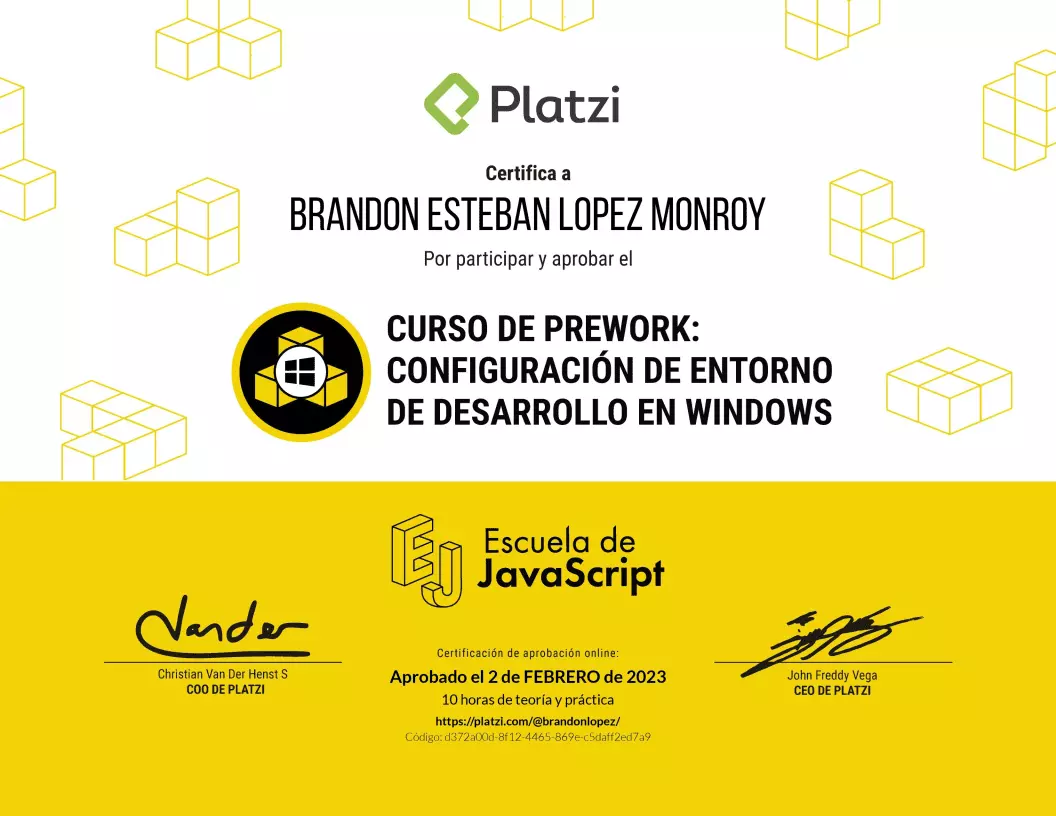 Platzi
Certifica a
BRANDON ESTEBAN LOPEZ MONROY
Por participar y aprobar el
CURSO DE PREWORK:
CONFIGURACIÓN DE ENTORNO
DE DESARROLLO EN WINDOWS
EJ
Escuela de
JavaScript
Vander
Christian Van Der Henst S
COO DE PLATZI
Certificación de aprobación online:
Aprobado el 2 de FEBRERO de 2023
10 horas de teoría y práctica
https://platzi.com/@brandonlopez/
Código: d372a00d-8f12-4465-869e-c5daff2ed7a9
John Freddy Vega
CEO DE PLATZI